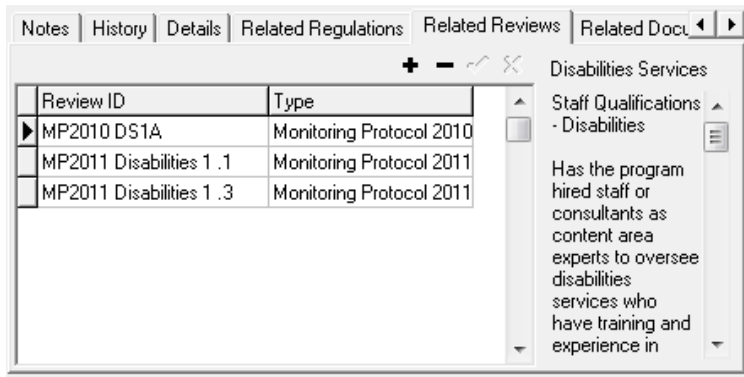 Notes History Details Related Regulations Related Reviews Related Docu
Disabilities Services
Review ID Type
MP2010 DS1A Monitoring Protocol 2010
MP2011 Disabilities 1 .1 Monitoring Protocol 2011
MP2011 Disabilities 1 .3 Monitoring Protocol 2011
Staff Qualifications
- Disabilities
Has the program
hired staff or
consultants as
content area
experts to oversee
disabilities
services who
have training and
experience in